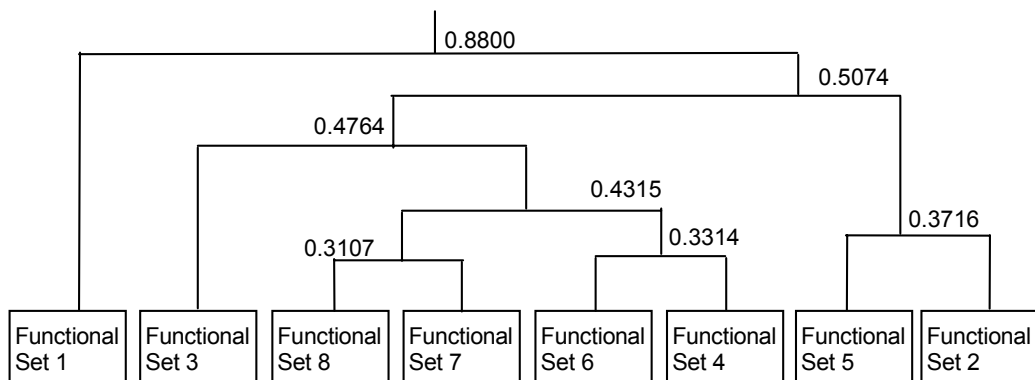 0.8800
0.5074
0.4764
0.4315
0.3107
0.3314
0.3716
Functional
Set 1
Functional
Set 3
Functional
Set 8
Functional
Set 7
Functional
Set 6
Functional
Set 4
Functional
Set 5
Functional
Set 2